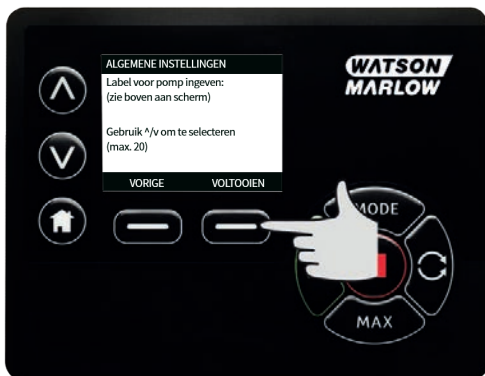 ALGEMENE INSTELLINGEN
Label voor pomp ingeven:
(zie boven aan scherm)
Gebruik ^/v om te selecteren
(max. 20)
VORIGE VOLTOOIEN
WATSON
MARLOW
MODE
MAX